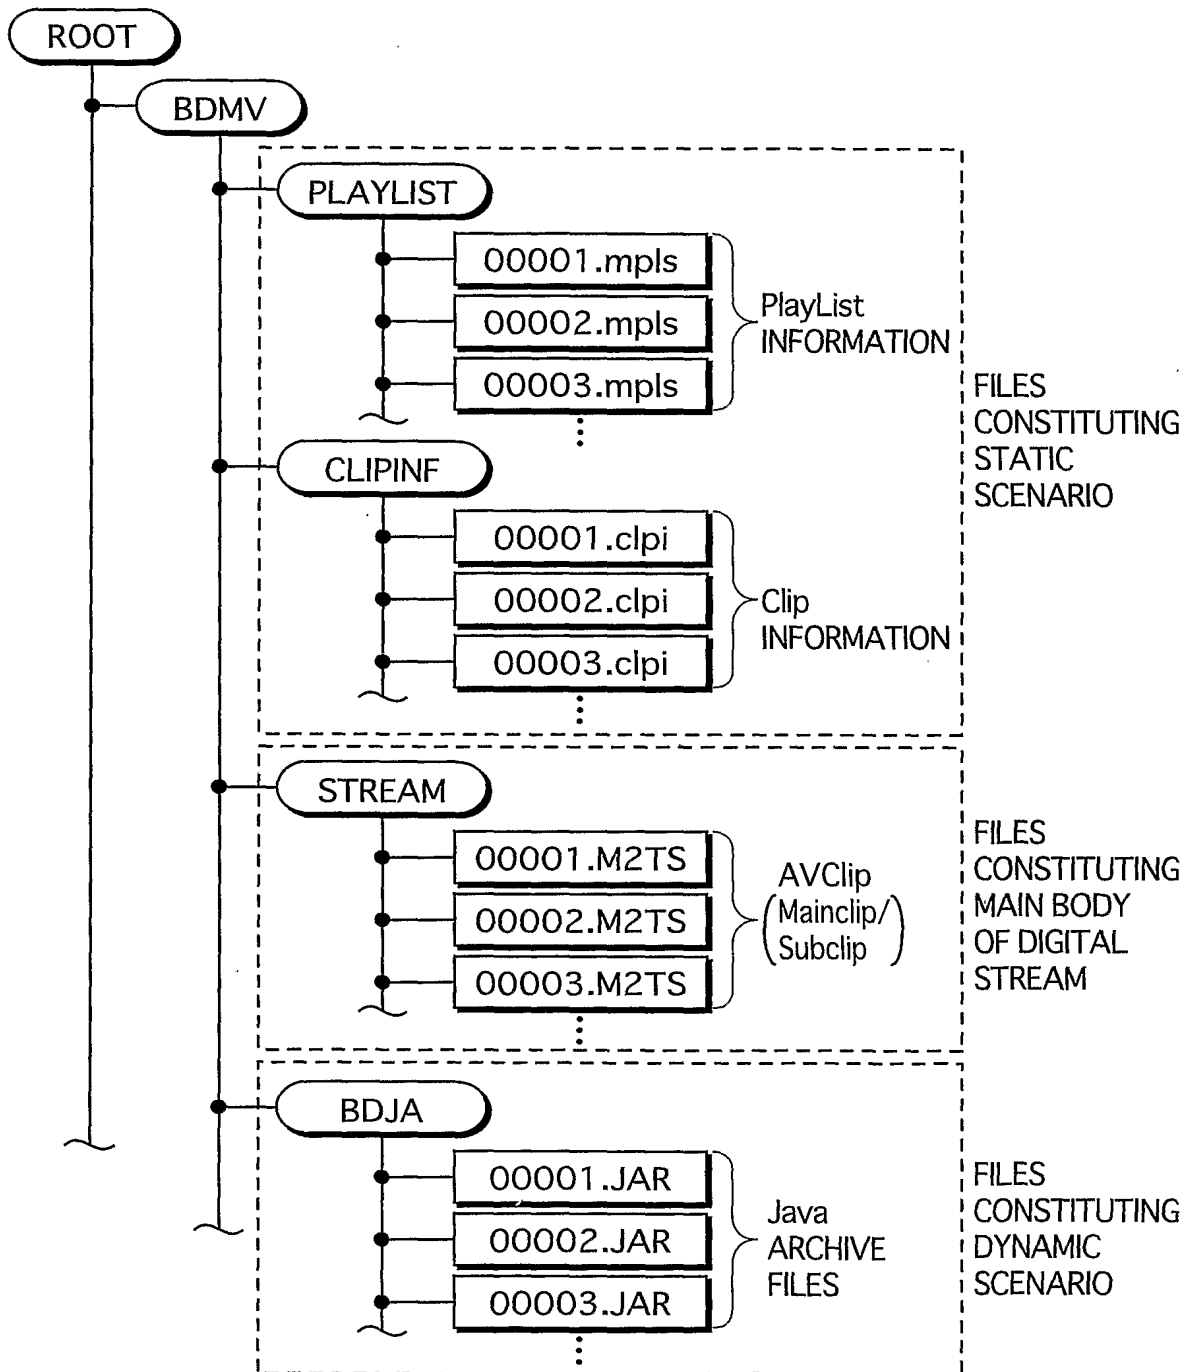 ROOT
BDMV
PLAYLIST
00001.mpls
00002.mpls
00003.mpls
PlayList
INFORMATION
CLIPINF
00001.clpi
00002.clpi
00003.clpi
Clip
INFORMATION
FILES
CONSTITUTING
STATIC
SCENARIO
STREAM
00001.M2TS
00002.M2TS
00003.M2TS
AVClip
(Mainclip/
Subclip)
FILES
CONSTITUTING
MAIN BODY
OF DIGITAL
STREAM
BDJA
00001.JAR
00002.JAR
00003.JAR
Java
ARCHIVE
FILES
FILES
CONSTITUTING
DYNAMIC
SCENARIO